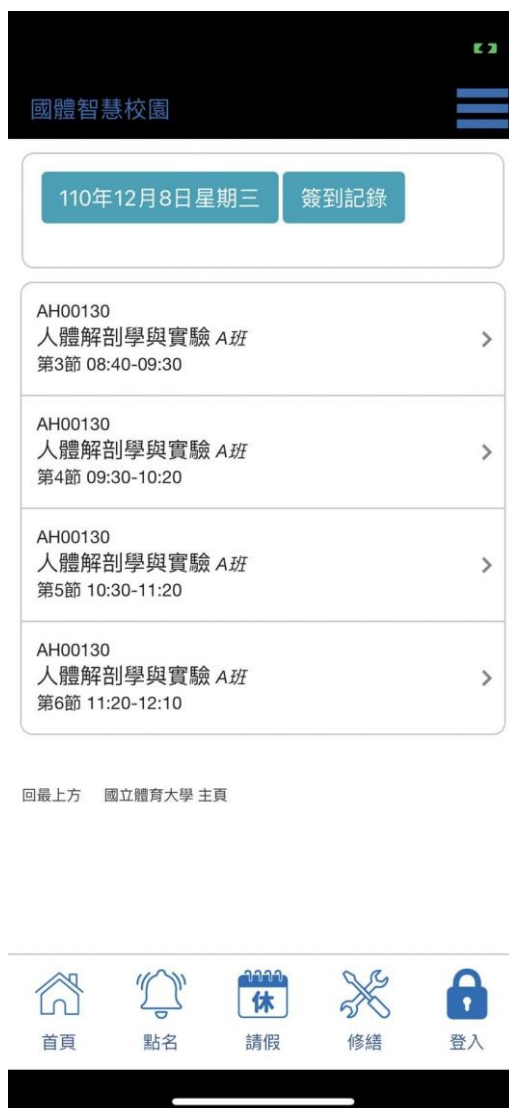 國體智慧校園
110年12月8日星期三 簽到記錄
AH00130
人體解剖學與實驗 A班
第3節 08:40-09:30
AH00130
人體解剖學與實驗 A班
第4節 09:30-10:20
AH00130
人體解剖學與實驗 A班
第5節 10:30-11:20
AH00130
人體解剖學與實驗 A班
第6節 11:20-12:10
回最上方 國立體育大學 主頁
休
首頁 點名 請假 修繕 登入